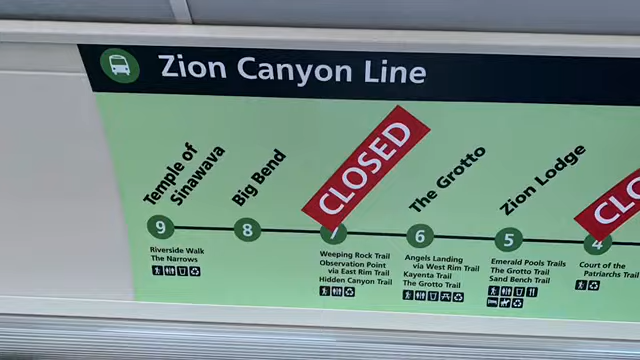 Zion Canyon Line
Temple of
Sinawava
Big Bend
CLOSED
The Grotto
Zion Lodge
CLO
9
8
7
6
5
4
Riverside Walk
The Narrows
Weeping Rock Trail
Observation Point
via East Rim Trail
Hidden Canyon Trail
Angels Landing
via West Rim Trail
Kayenta Trail
The Grotto Trail
Emerald Pools Trails
The Grotto Trail
Sand Bench Trail
Court of the
Patriarchs Trail